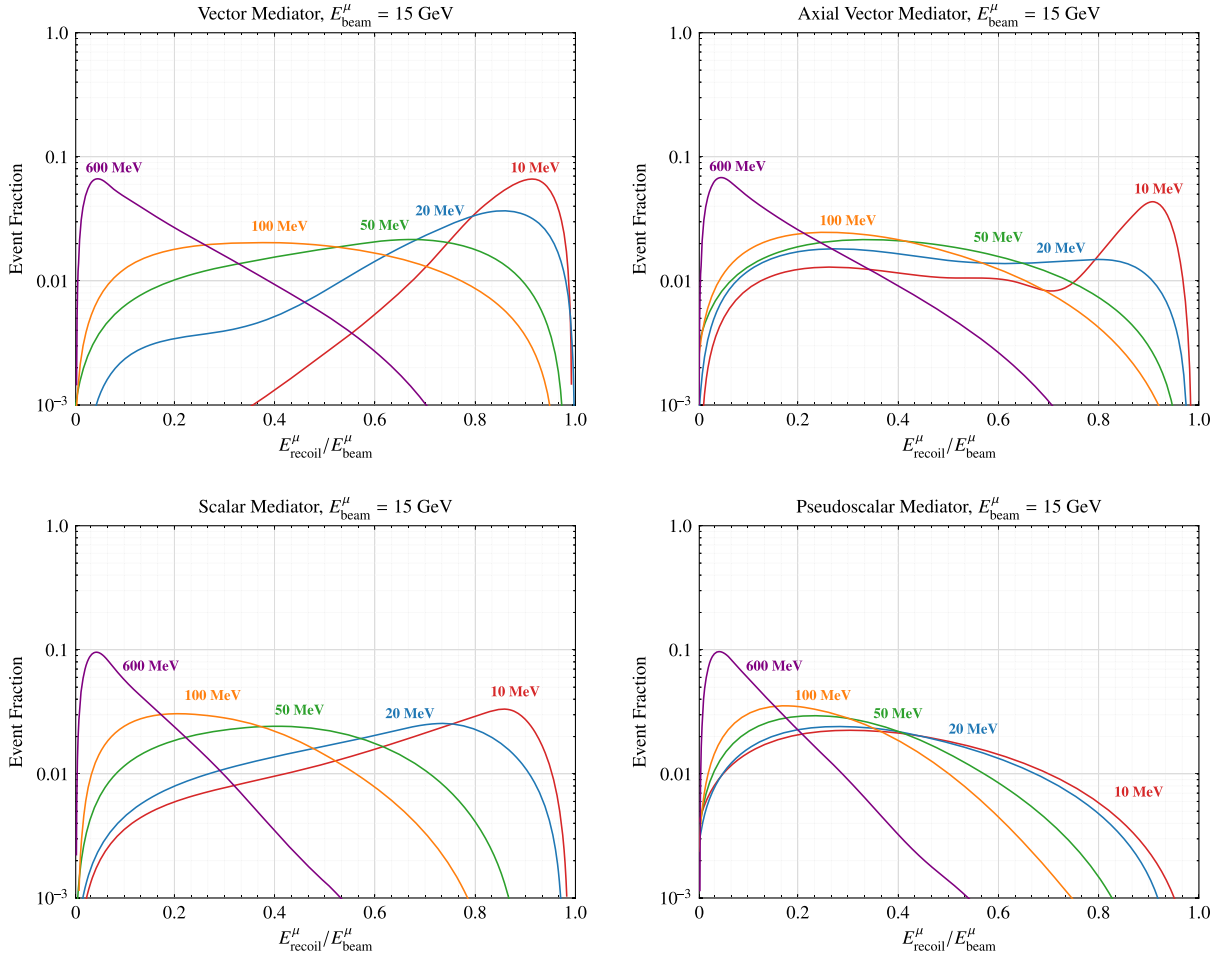 Vector Mediator, E^μ_beam = 15 GeV
1.0
0.1
0.01
10⁻³
Event Fraction
600 MeV
10 MeV
20 MeV
100 MeV
50 MeV
0 0.2 0.4 0.6 0.8 1.0
E^μ_recoil/E^μ_beam
Axial Vector Mediator, E^μ_beam = 15 GeV
1.0
0.1
0.01
10⁻³
Event Fraction
600 MeV
10 MeV
100 MeV
50 MeV
20 MeV
0 0.2 0.4 0.6 0.8 1.0
E^μ_recoil/E^μ_beam
Scalar Mediator, E^μ_beam = 15 GeV
1.0
0.1
0.01
10⁻³
Event Fraction
600 MeV
100 MeV
10 MeV
50 MeV
20 MeV
0 0.2 0.4 0.6 0.8 1.0
E^μ_recoil/E^μ_beam
Pseudoscalar Mediator, E^μ_beam = 15 GeV
1.0
0.1
0.01
10⁻³
Event Fraction
600 MeV
100 MeV
50 MeV
20 MeV
10 MeV
0 0.2 0.4 0.6 0.8 1.0
E^μ_recoil/E^μ_beam